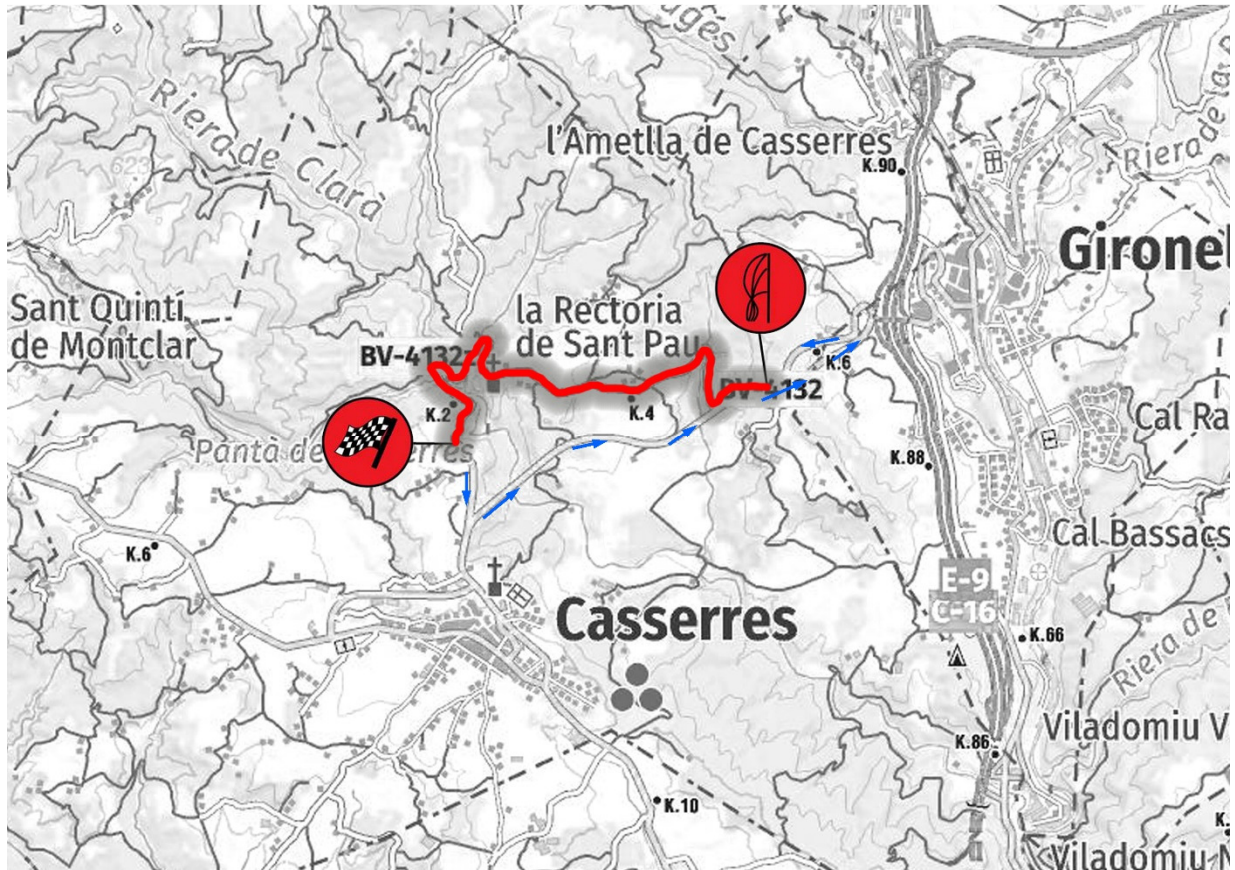 Riera de Clarà
l'Ametlla de Casserres
K.90
Riera de
Gironel
Sant Quintí
de Montclar
la Rectoria
de Sant Pau
BV-4132
K.6
K.2
K.4
BV-4132
Cal Ra
Pantà de
K.88
K.6
Cal Bassacs
E-9
C-16
Casserres
K.66
Riera de
Viladomiu V
K.86
K.10
K.
Viladomiu N